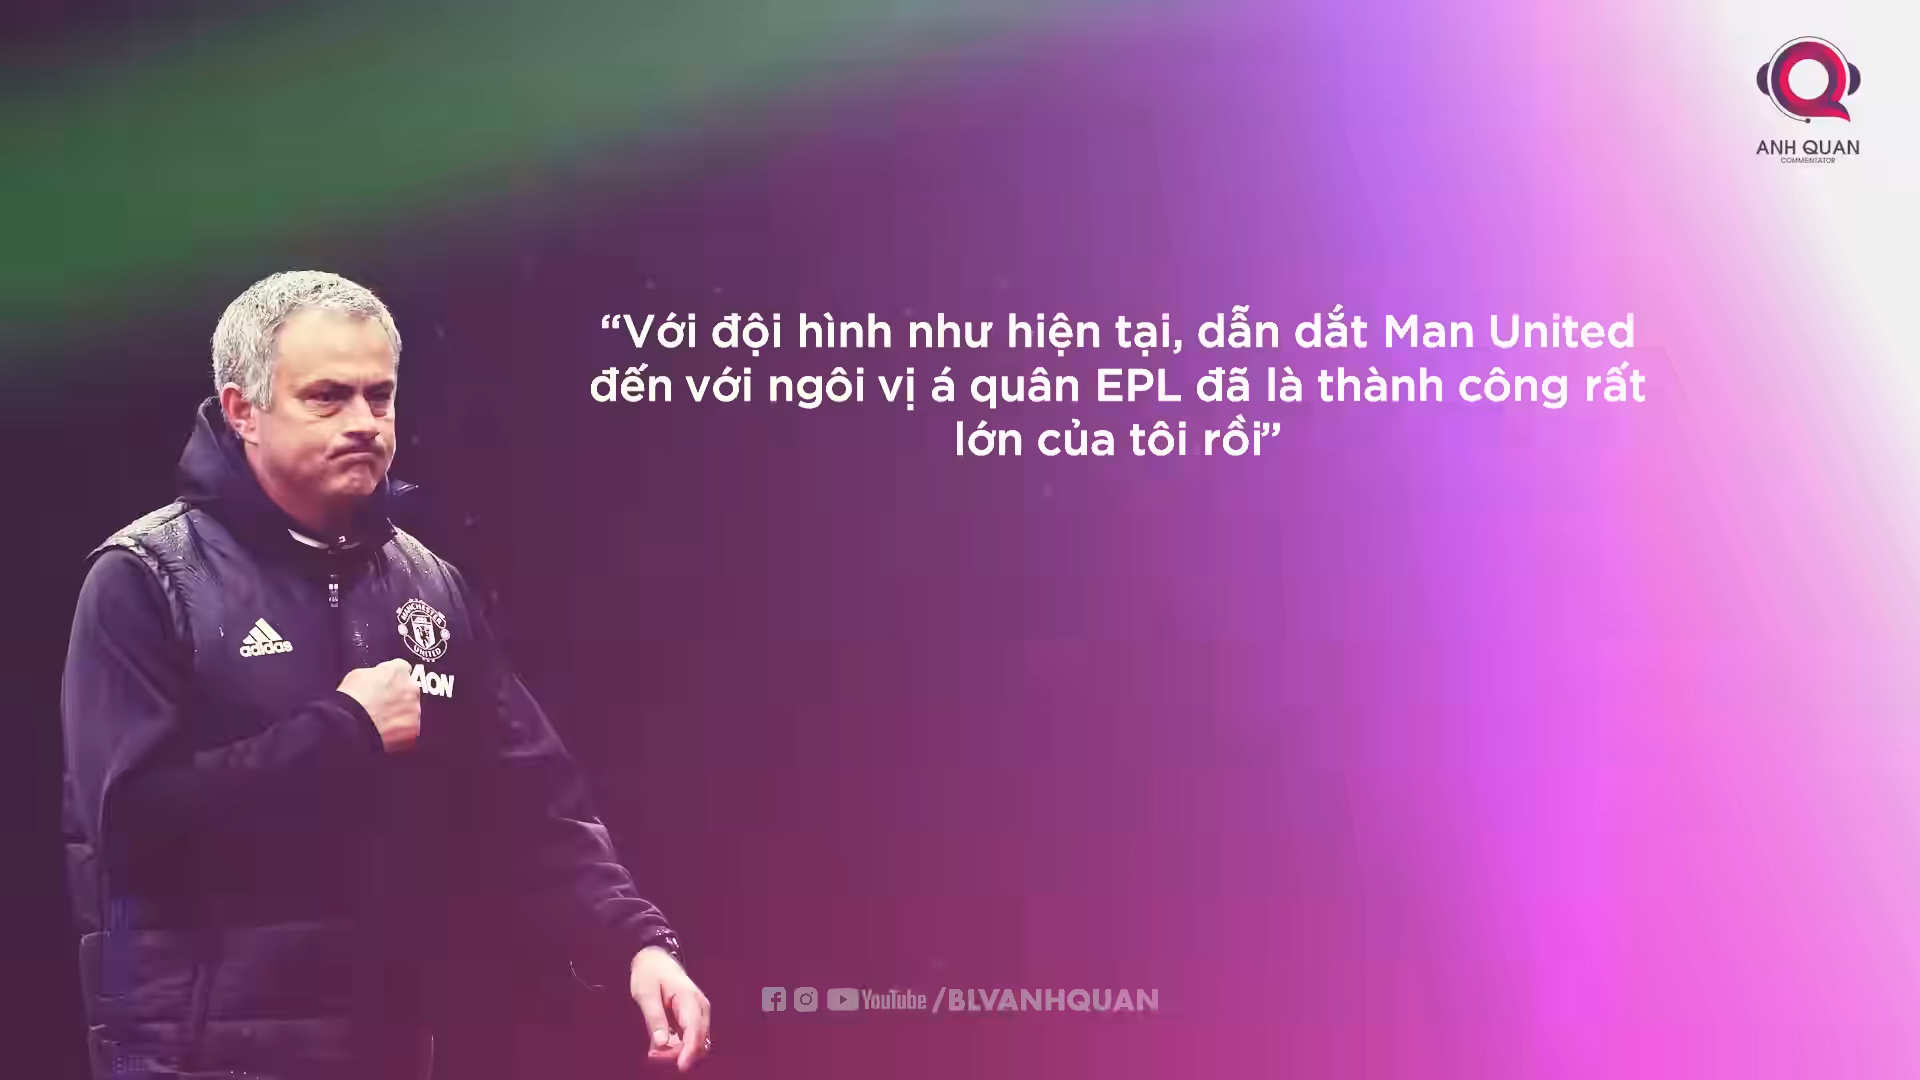 ANH QUAN
COMMENTATOR
“Với đội hình như hiện tại, dẫn dắt Man United
đến với ngôi vị á quân EPL đã là thành công rất
lớn của tôi rồi”
adidas
MANCHESTER
UNITED
AON
YouTube /BLVANHQUAN